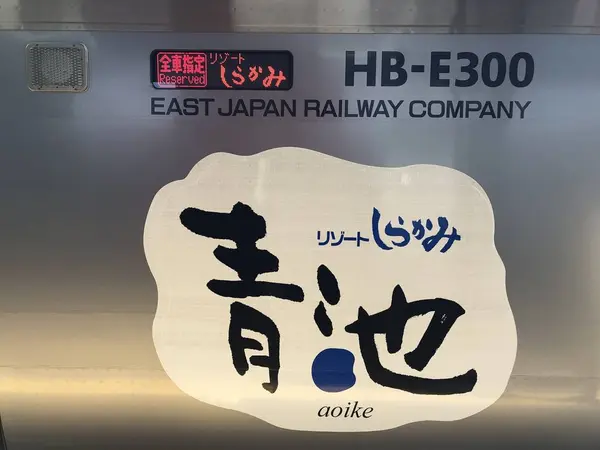 全車指定 リゾート
Reserved しらかみ
HB-E300
EAST JAPAN RAILWAY COMPANY
リゾートしらかみ
青池
aoike